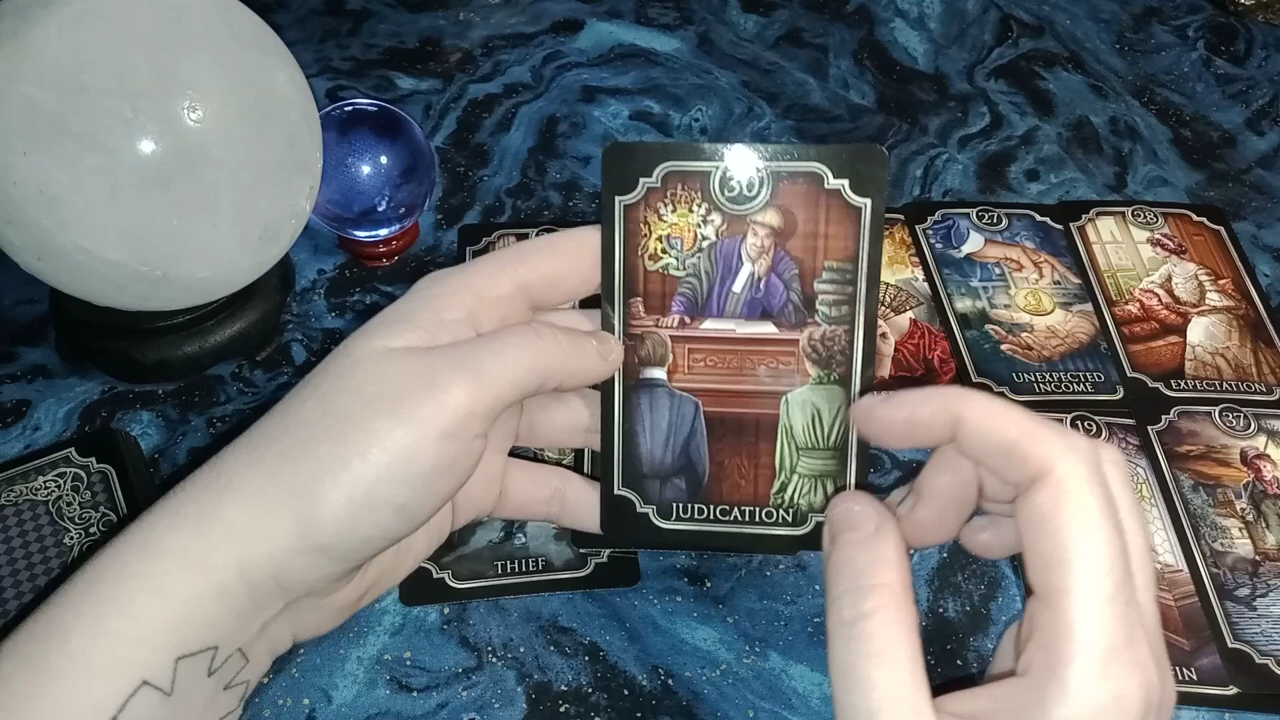 30
JUDICATION
27
UNEXPECTED
INCOME
28
EXPECTATION
THIEF
19
37